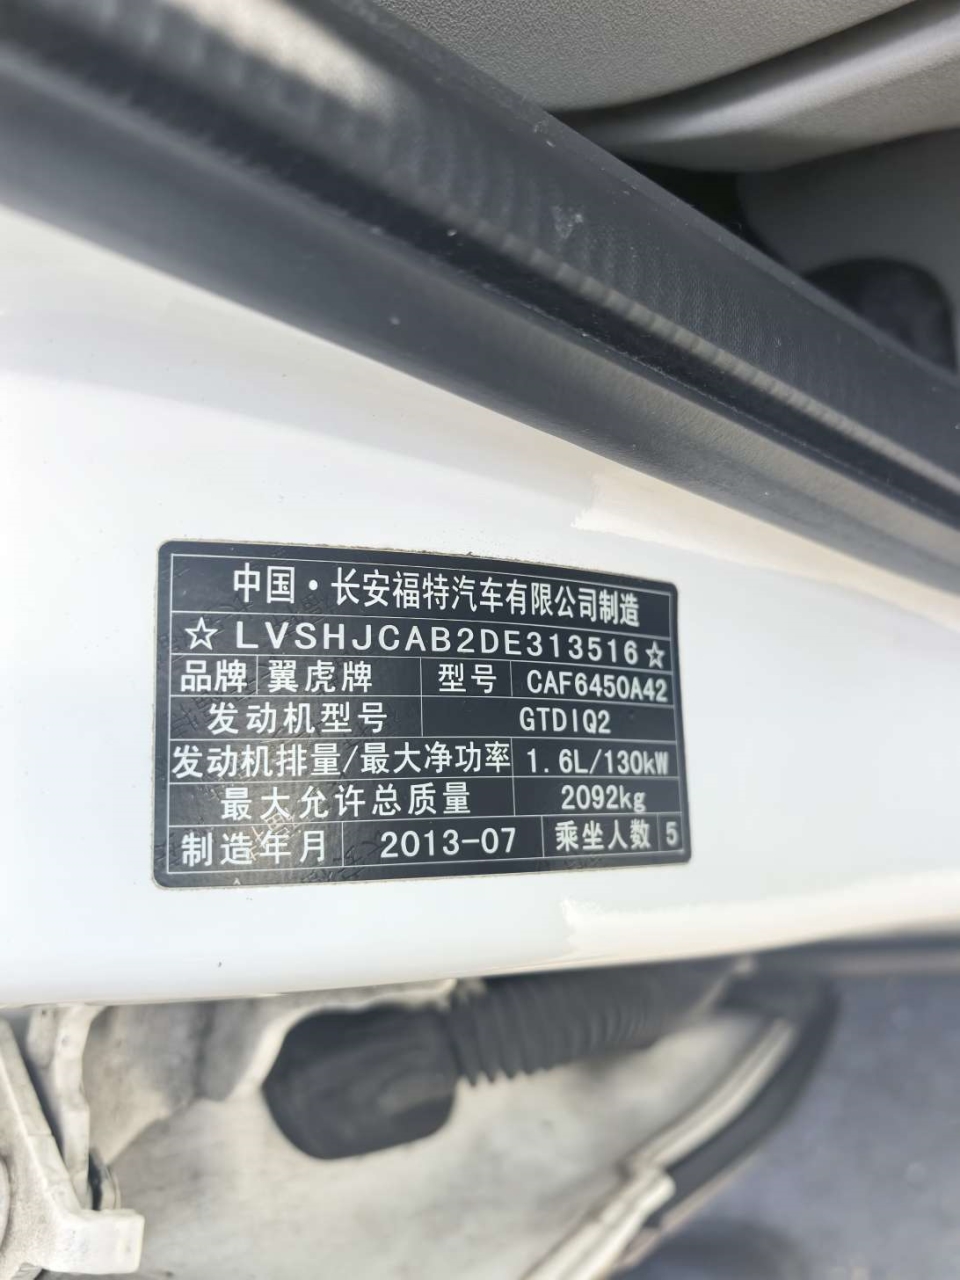 中国·长安福特汽车有限公司制造
☆LVSHJCAB2DE313516☆
品牌 翼虎牌 型号 CAF6450A42
发动机型号 GTDIQ2
发动机排量/最大净功率 1.6L/130kW
最大允许总质量 2092kg
制造年月 2013-07 乘坐人数 5